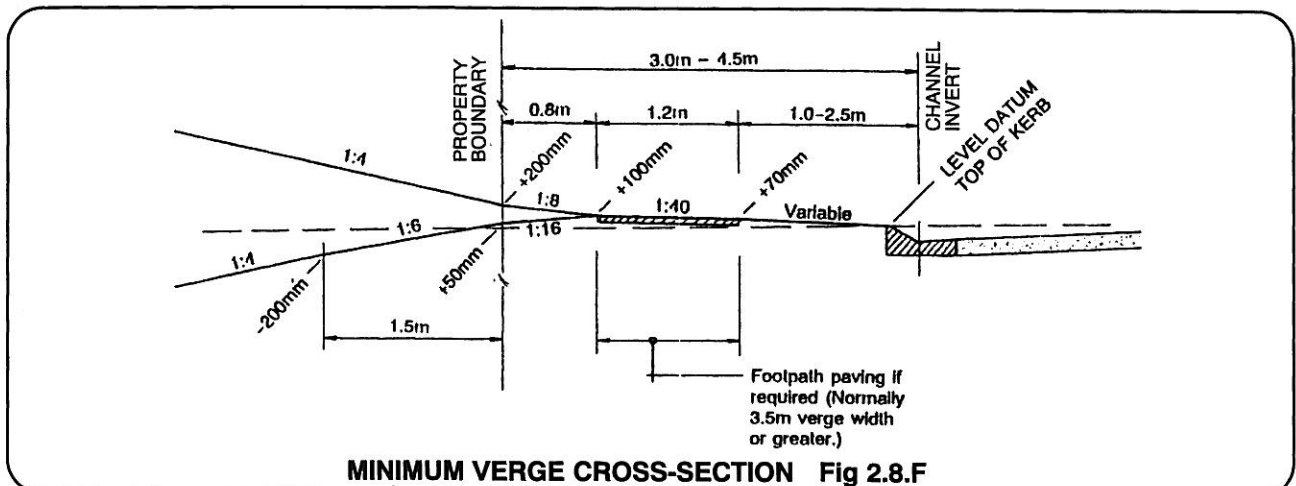 3.0m - 4.5m
PROPERTY
BOUNDARY
CHANNEL
INVERT
0.8m
1.2m
1.0-2.5m
LEVEL DATUM
TOP OF KERB
+200mm
+100mm
+70mm
1:4
1:8
1:40
Variable
1:6
1:16
1:4
+50mm
-200mm
1.5m
Footpath paving if
required (Normally
3.5m verge width
or greater.)
MINIMUM VERGE CROSS-SECTION Fig 2.8.F